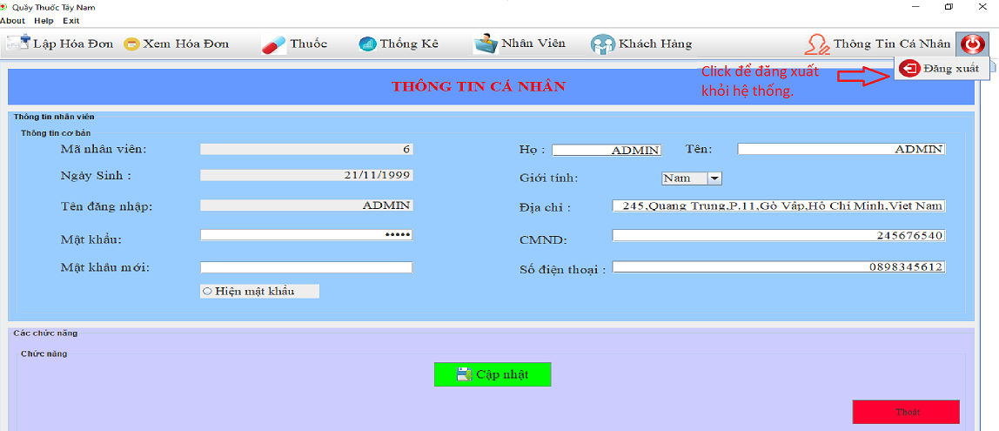 Quầy Thuốc Tây Nam
About Help Exit
Lập Hóa Đơn Xem Hóa Đơn Thuốc Thống Kê Nhân Viên Khách Hàng Thông Tin Cá Nhân
Đăng xuất
Click để đăng xuất
khỏi hệ thống.
THÔNG TIN CÁ NHÂN
Thông tin nhân viên
Thông tin cơ bản
Mã nhân viên: 6 Họ : ADMIN Tên: ADMIN
Ngày Sinh : 21/11/1999 Giới tính: Nam
Tên đăng nhập: ADMIN Địa chỉ : 245,Quang Trung,P.11,Gò Vấp,Hồ Chí Minh,Viet Nam
Mật khẩu: ••••• CMND: 245676540
Mật khẩu mới: Số điện thoại : 0898345612
Hiện mật khẩu
Các chức năng
Chức năng
Cập nhật
Thoát